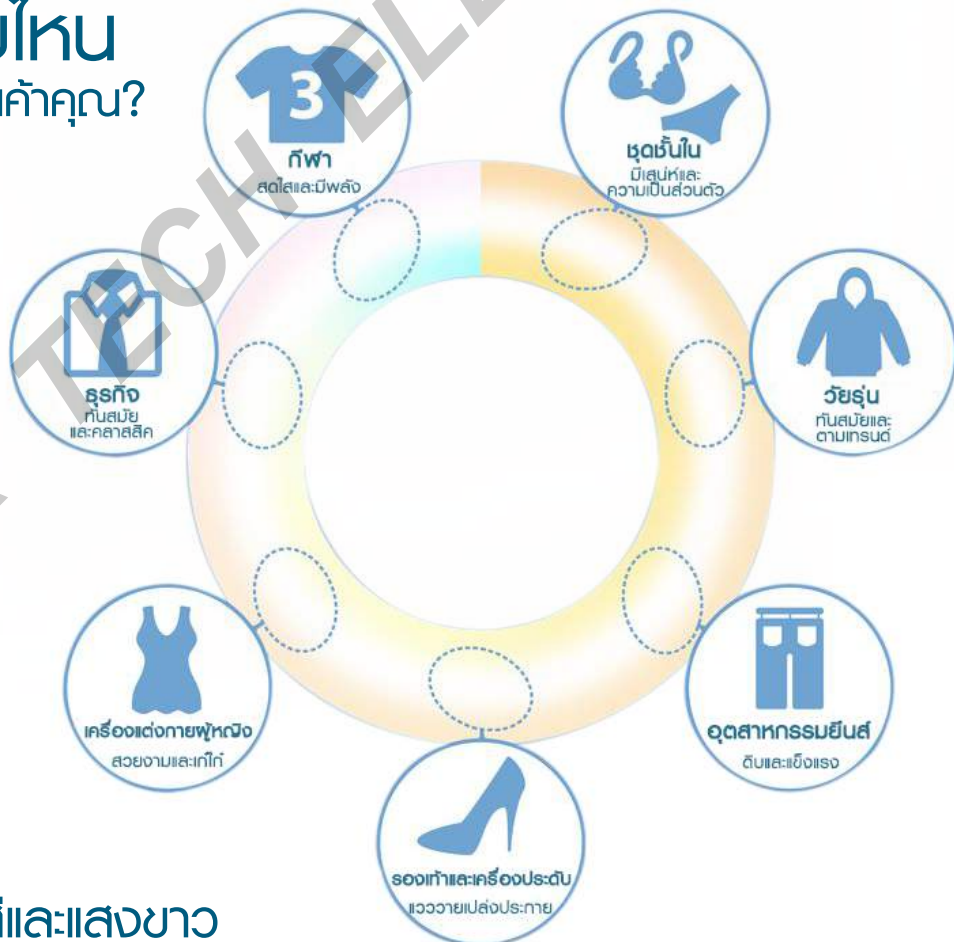 ไหน
ค้าคุณ?
3
กีฬา
สดใสและมีพลัง
ชุดชั้นใน
มีเสน่ห์และ
ความเป็นส่วนตัว
ธุรกิจ
ทันสมัย
และคลาสสิค
วัยรุ่น
ทันสมัยและ
ตามเทรนด์
เครื่องแต่งกายผู้หญิง
สวยงามและเก๋ไก๋
อุตสาหกรรมยีนส์
ดิบและแข็งแรง
รองเท้าและเครื่องประดับ
แวววายเปล่งประกาย
และแสงขาว
TECH